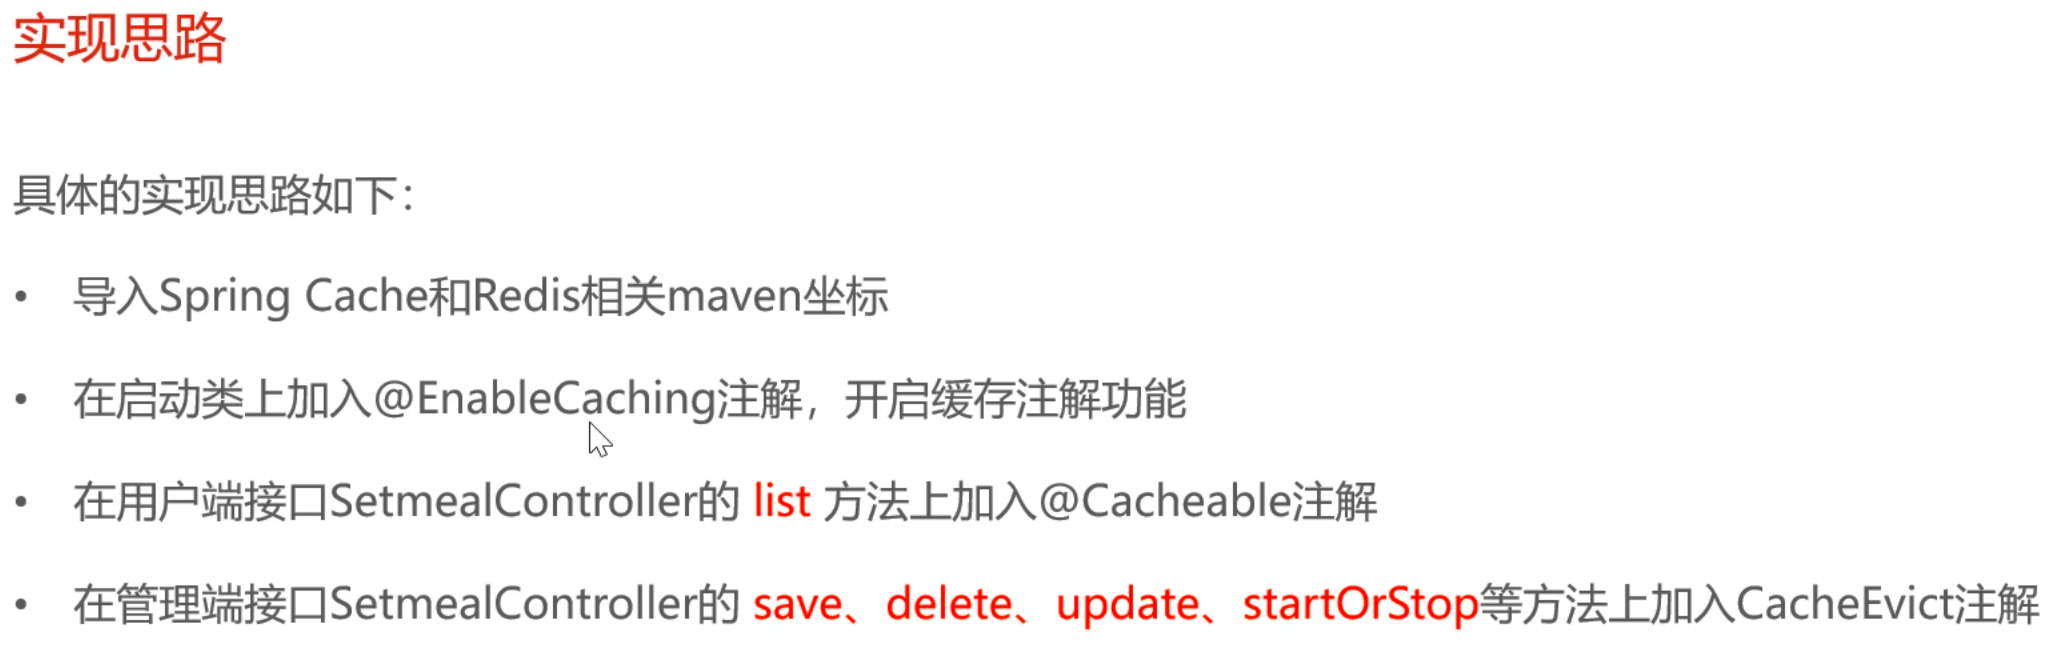 实现思路
具体的实现思路如下：
• 导入Spring Cache和Redis相关maven坐标
• 在启动类上加入@EnableCaching注解，开启缓存注解功能
• 在用户端接口SetmealController的 list 方法上加入@Cacheable注解
• 在管理端接口SetmealController的 save、delete、update、startOrStop等方法上加入CacheEvict注解